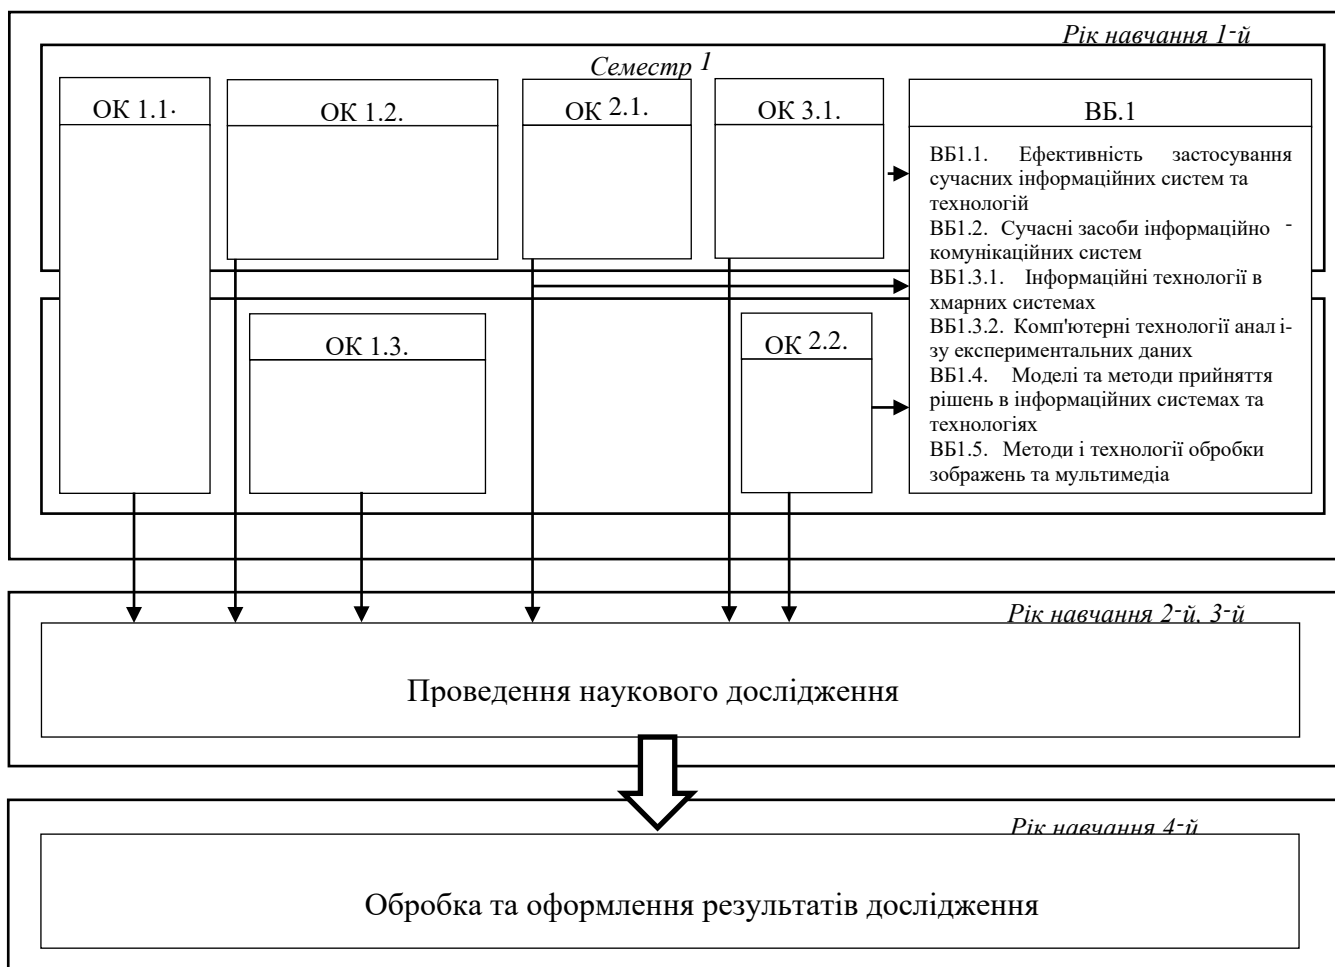 Рік навчання 1-й
Семестр 1
ОК 1.1.
ОК 1.2.
ОК 2.1.
ОК 3.1.
ВБ.1
ВБ1.1. Ефективність застосування
сучасних інформаційних систем та
технологій
ВБ1.2. Сучасні засоби інформаційно -
комунікаційних систем
ВБ1.3.1. Інформаційні технології в
хмарних системах
ВБ1.3.2. Комп'ютерні технології анал і-
зу експериментальних даних
ВБ1.4. Моделі та методи прийняття
рішень в інформаційних системах та
технологіях
ВБ1.5. Методи і технології обробки
зображень та мультимедіа
ОК 1.3.
ОК 2.2.
Рік навчання 2-й, 3-й
Проведення наукового дослідження
Рік навчання 4-й
Обробка та оформлення результатів дослідження